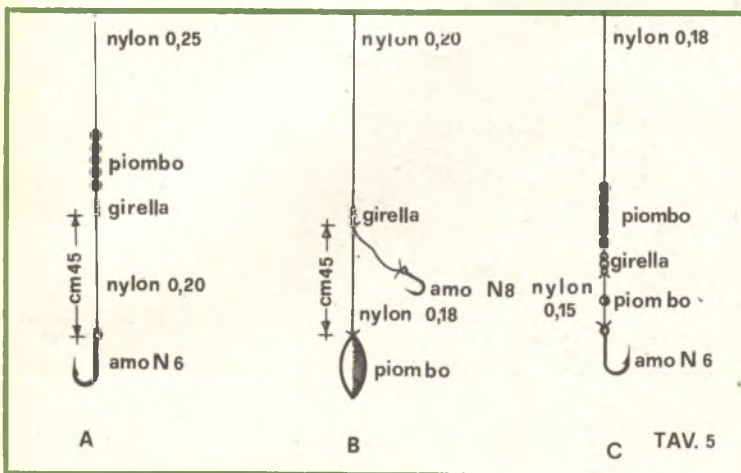 nylon 0,25
piombo
girella
cm45
nylon 0,20
amo N 6
A
nylon 0,20
girella
cm45
amo N8
nylon 0,18
piombo
B
nylon 0,18
piombo
girella
nylon
0,15
piombo
amo N 6
C
TAV. 5